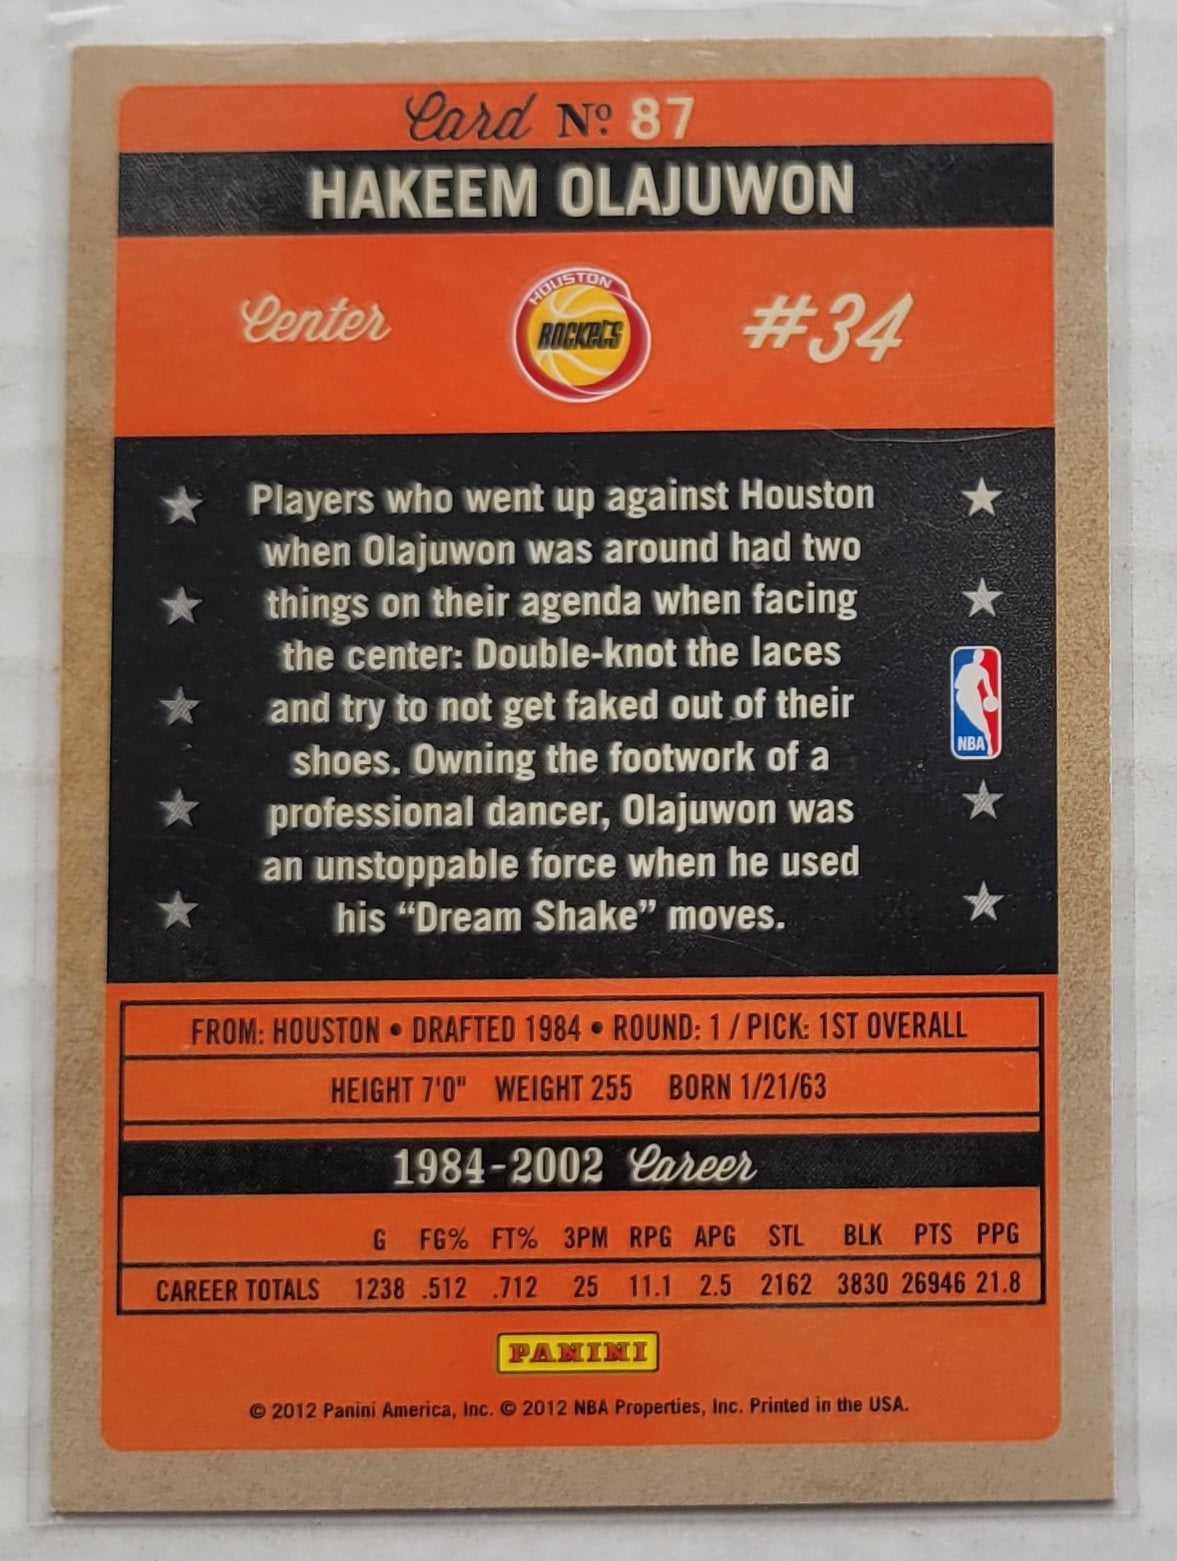 Card Nº 87
HAKEEM OLAJUWON
Center
HOUSTON
ROCKETS
#34
Players who went up against Houston
when Olajuwon was around had two
things on their agenda when facing
the center: Double-knot the laces
and try to not get faked out of their
shoes. Owning the footwork of a
professional dancer, Olajuwon was
an unstoppable force when he used
his “Dream Shake” moves.
NBA
FROM: HOUSTON • DRAFTED 1984 • ROUND: 1 / PICK: 1ST OVERALL
HEIGHT 7'0" WEIGHT 255 BORN 1/21/63
1984-2002 Career
G FG% FT% 3PM RPG APG STL BLK PTS PPG
CAREER TOTALS 1238 .512 .712 25 11.1 2.5 2162 3830 26946 21.8
PANINI
© 2012 Panini America, Inc. © 2012 NBA Properties, Inc. Printed in the USA.